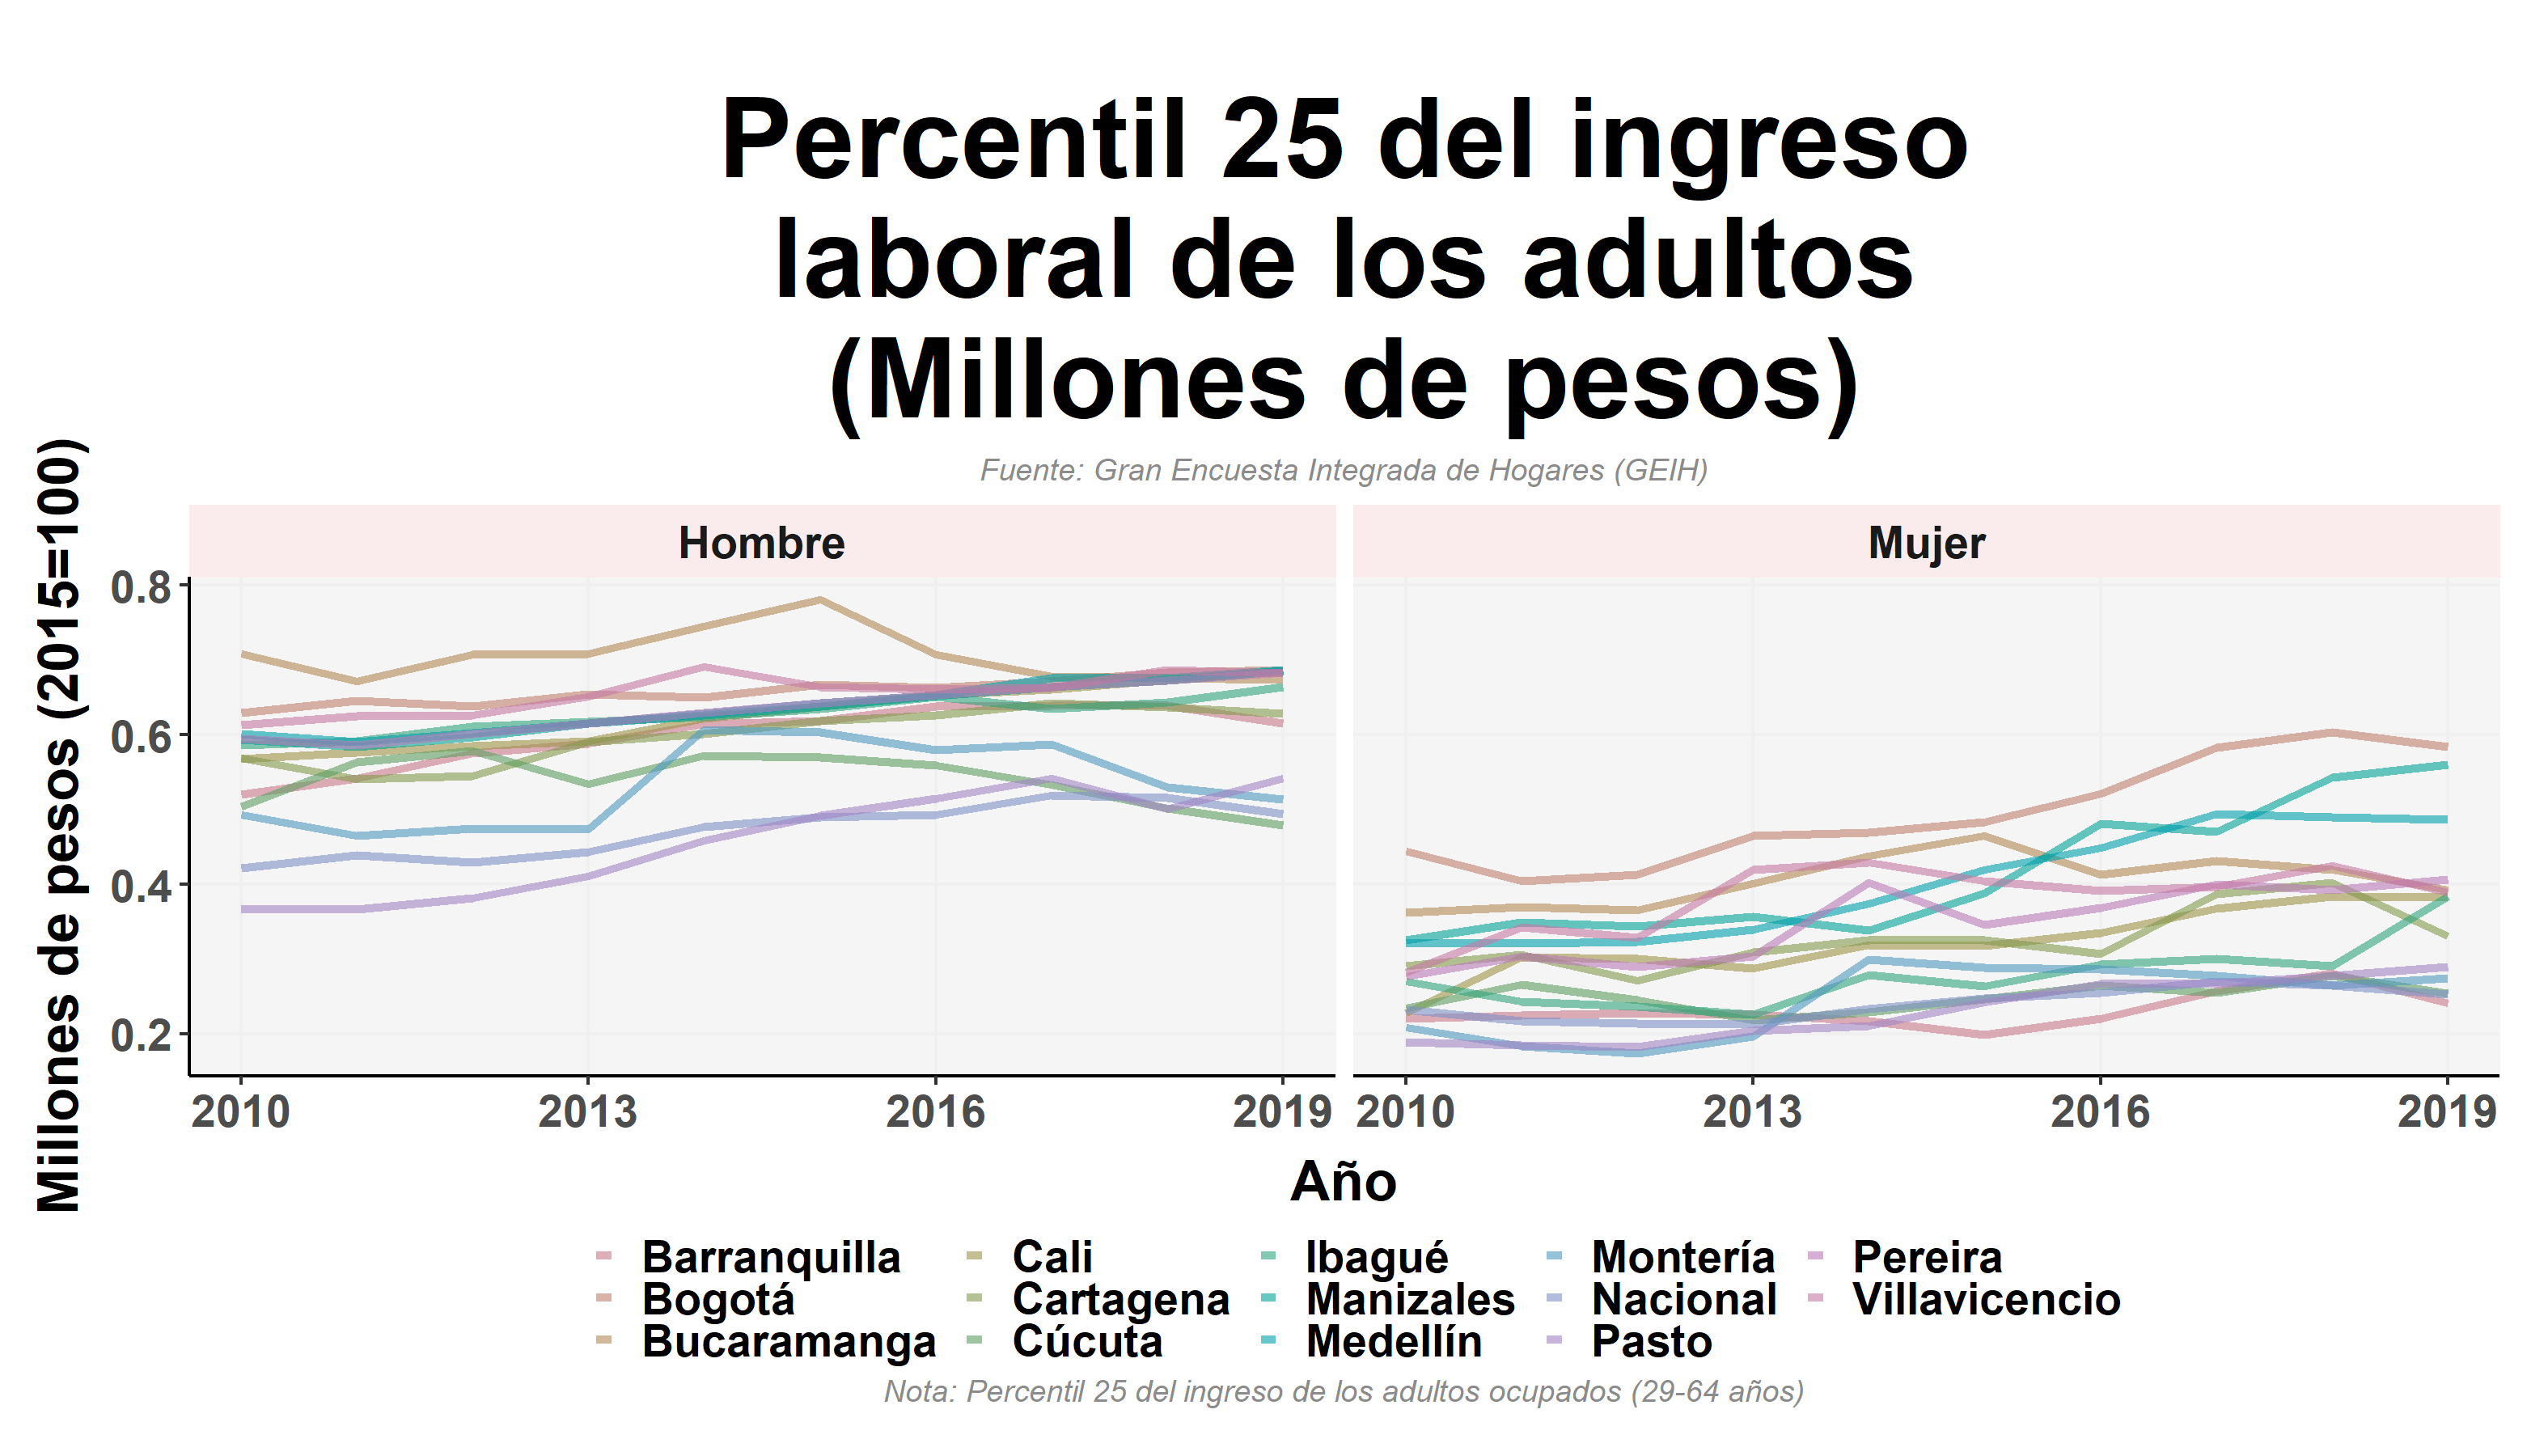 Percentil 25 del ingreso
laboral de los adultos
(Millones de pesos)
Fuente: Gran Encuesta Integrada de Hogares (GEIH)
Millones de pesos (2015=100)
Hombre
Mujer
0.8
0.6
0.4
0.2
2010 2013 2016 2019
2010 2013 2016 2019
Año
Barranquilla Cali Ibagué Montería Pereira
Bogotá Cartagena Manizales Nacional Villavicencio
Bucaramanga Cúcuta Medellín Pasto
Nota: Percentil 25 del ingreso de los adultos ocupados (29-64 años)